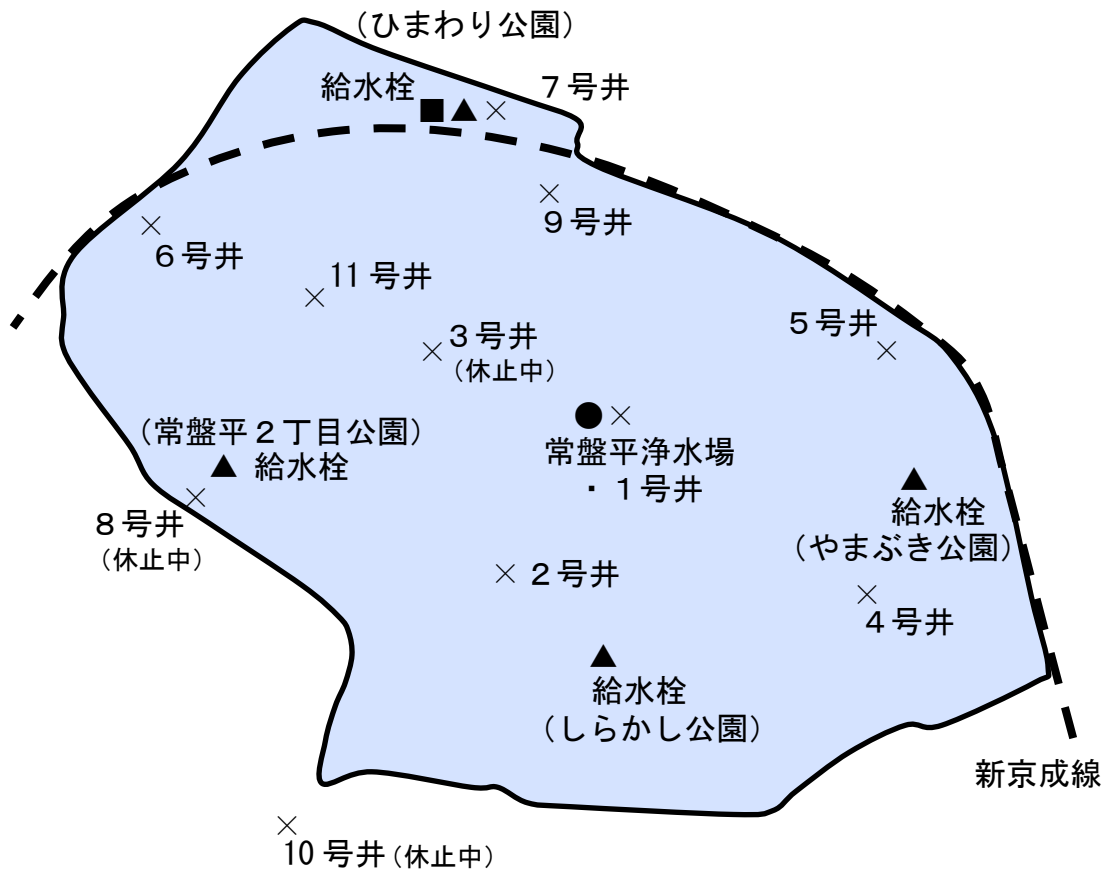 （ひまわり公園）
給水栓
７号井
９号井
６号井
11 号井
３号井
（休止中）
５号井
（常盤平２丁目公園）
給水栓
常盤平浄水場
・１号井
８号井
（休止中）
給水栓
（やまぶき公園）
２号井
４号井
給水栓
（しらかし公園）
新京成線
10 号井（休止中）